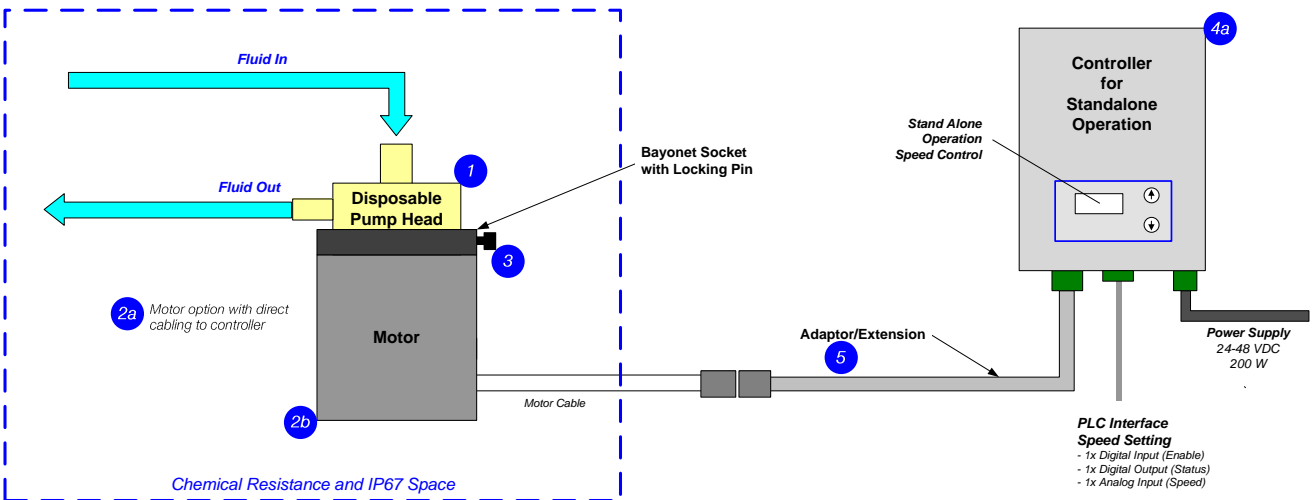 Fluid In
Fluid Out
1
Disposable
Pump Head
Bayonet Socket
with Locking Pin
3
2a
Motor option with direct
cabling to controller
Motor
2b
Motor Cable
Chemical Resistance and IP67 Space
4a
Controller
for
Standalone
Operation
Stand Alone
Operation
Speed Control
Adaptor/Extension
5
Power Supply
24-48 VDC
200 W
PLC Interface
Speed Setting
- 1x Digital Input (Enable)
- 1x Digital Output (Status)
- 1x Analog Input (Speed)